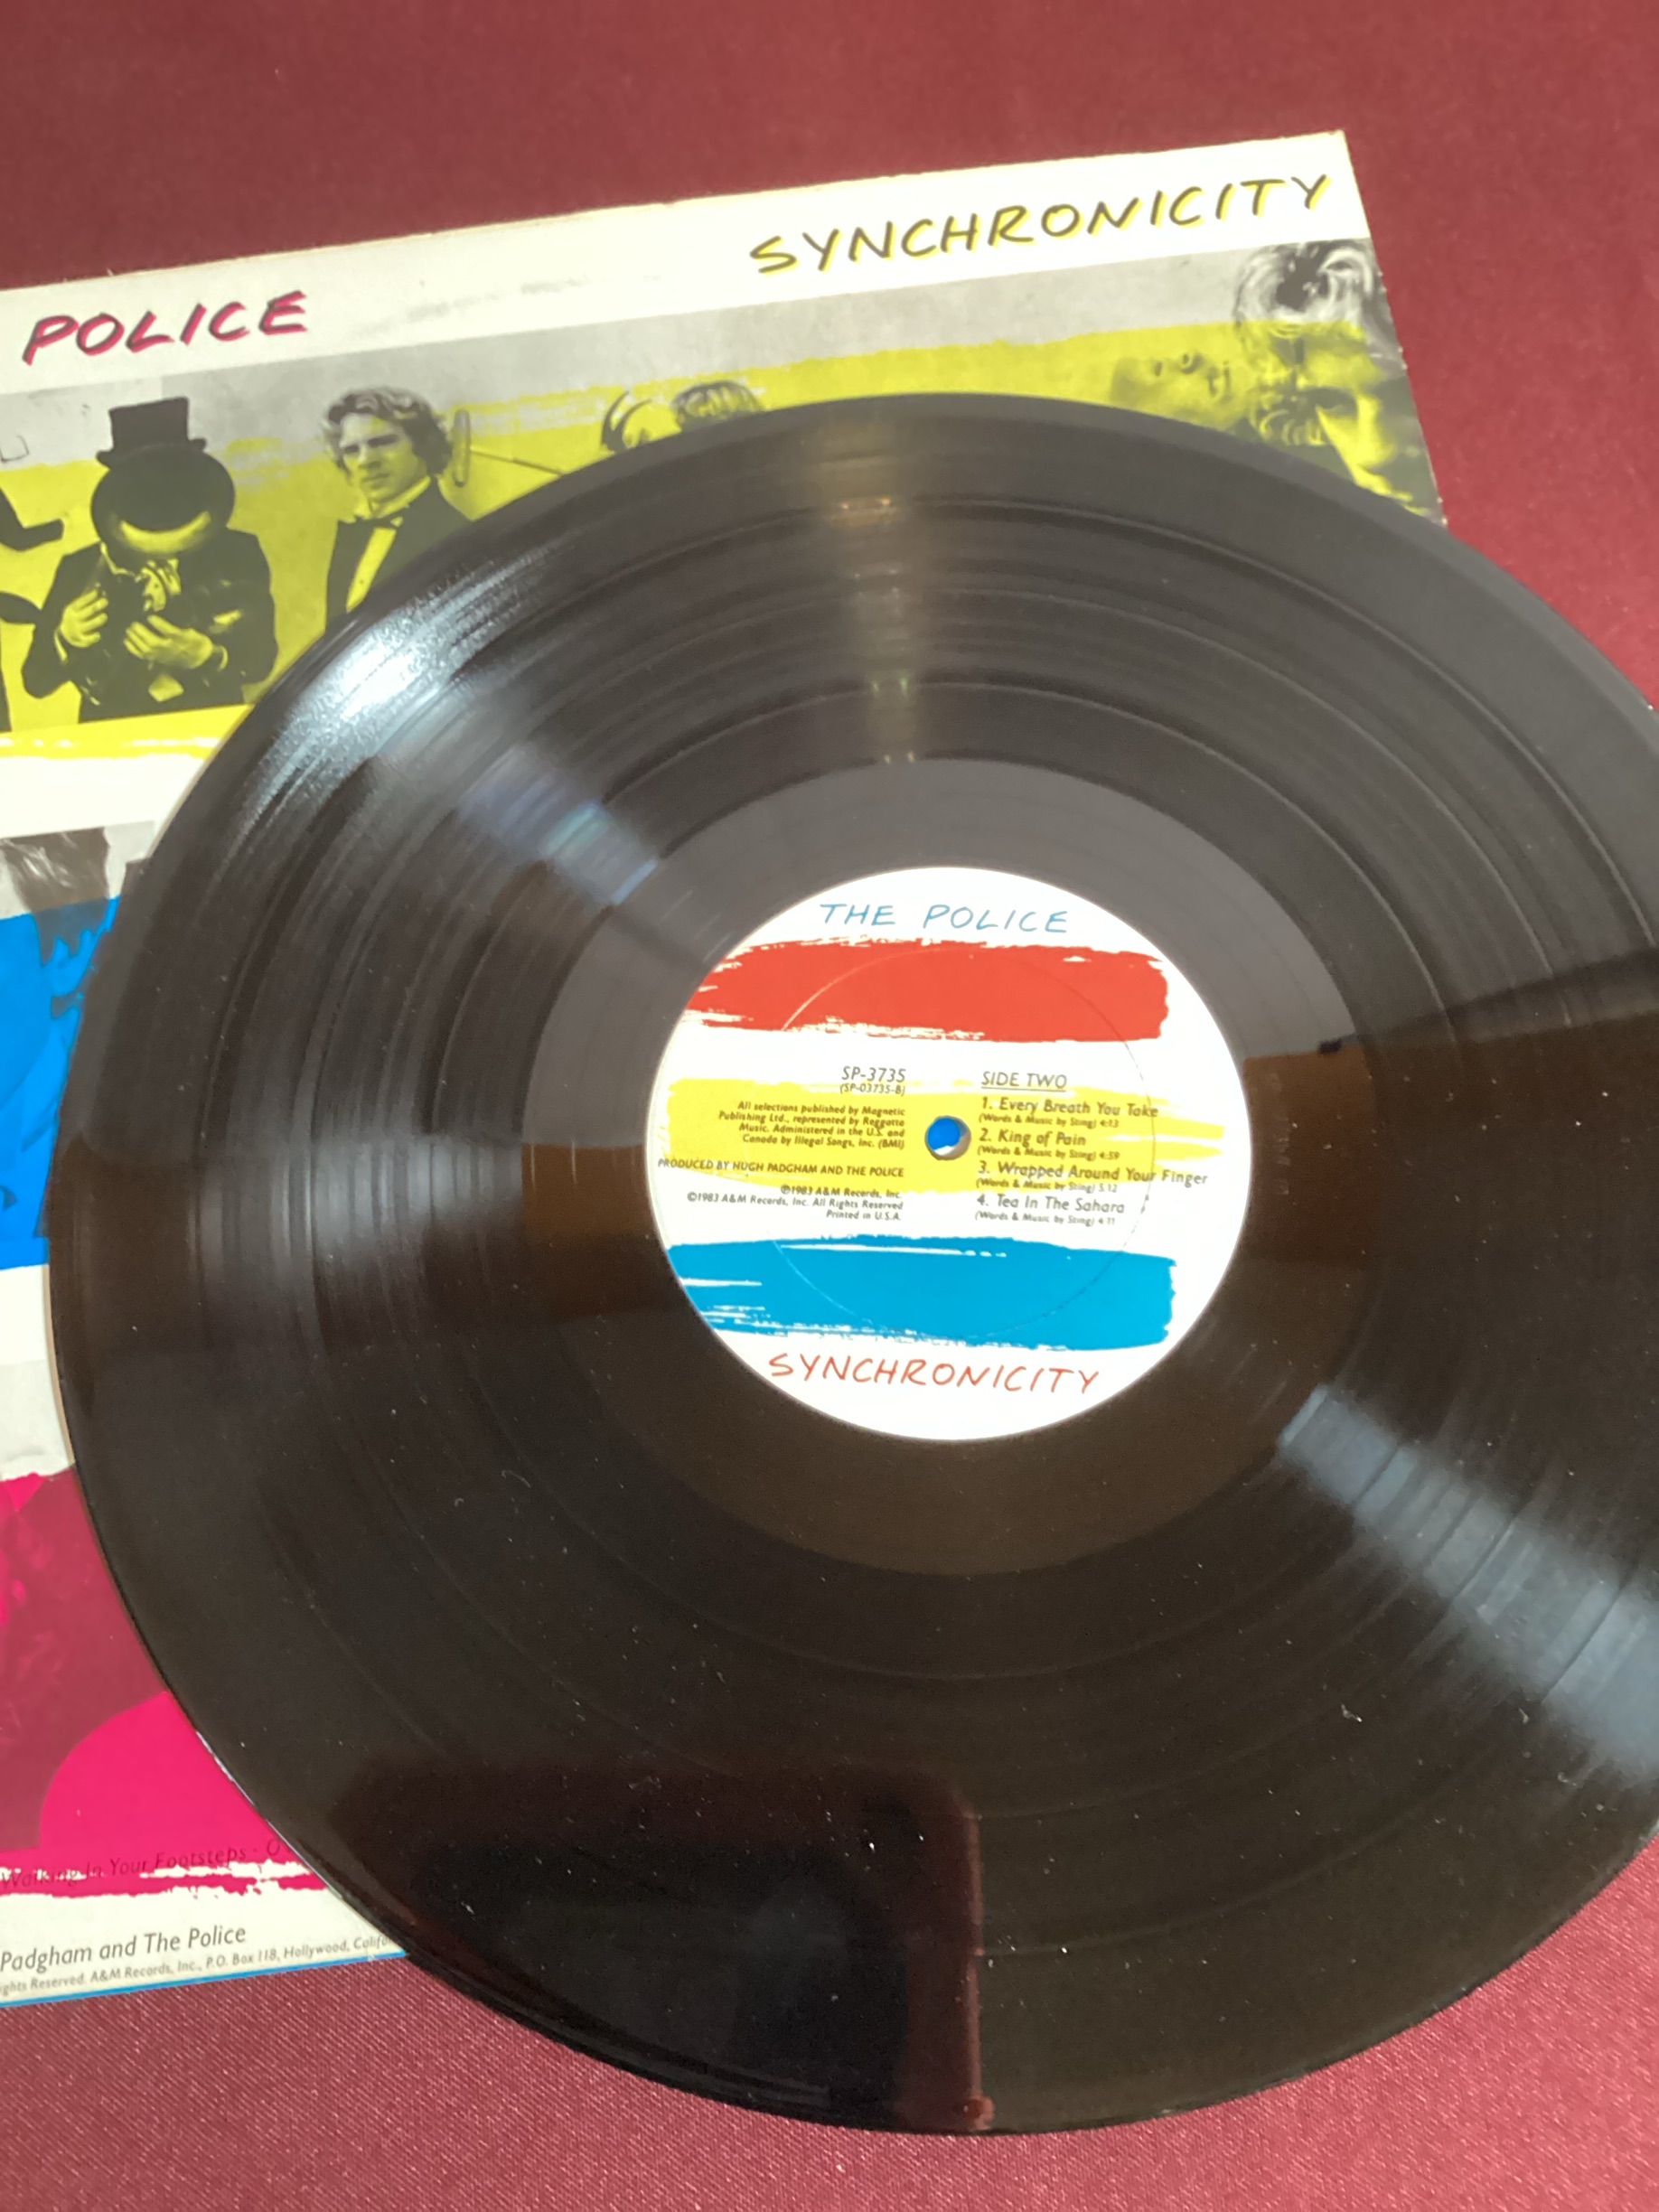 POLICE
SYNCHRONICITY
THE POLICE
SP-3735
(SP-03735-B)
All selections published by Magnetic
Publishing Ltd., represented by Reggatta
Music. Administered in the U.S. and
Canada by Illegal Songs, Inc. (BMI)
PRODUCED BY HUGH PADGHAM AND THE POLICE
℗1983 A&M Records, Inc.
©1983 A&M Records, Inc. All Rights Reserved
Printed in U.S.A.
SIDE TWO
1. Every Breath You Take
(Words & Music by Sting) 4:13
2. King of Pain
(Words & Music by Sting) 4:59
3. Wrapped Around Your Finger
(Words & Music by Sting) 5:12
4. Tea In The Sahara
(Words & Music by Sting) 4:11
SYNCHRONICITY
Walking In Your Footsteps · O
Padgham and The Police
ghts Reserved. A&M Records, Inc., P.O. Box 118, Hollywood, Califo